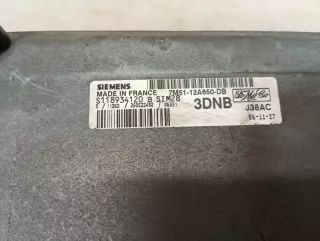 SIEMENS
MADE IN FRANCE 7M51-12A650-DB
S118934120 B SIM28
3DNB
J38AC
06-11-27